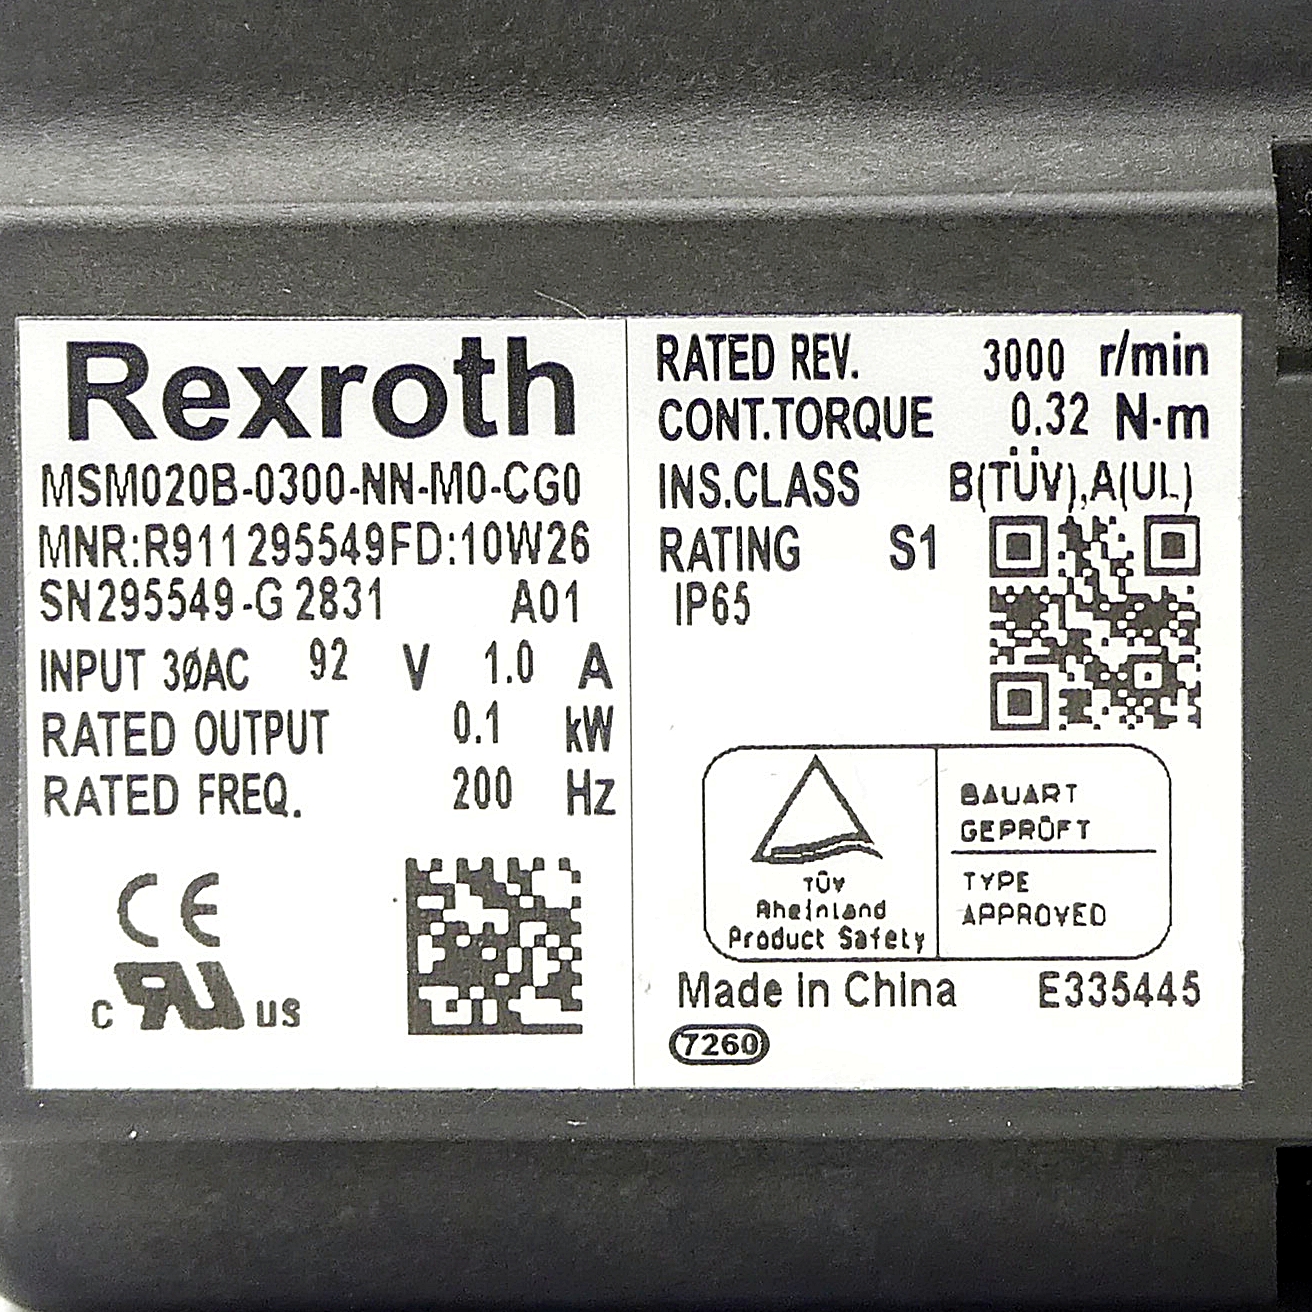 Rexroth
MSM020B-0300-NN-M0-CG0
MNR:R911295549FD:10W26
SN295549-G2831 A01
INPUT 3øAC 92 V 1.0 A
RATED OUTPUT 0.1 kW
RATED FREQ. 200 Hz
CE
c RU us
RATED REV. 3000 r/min
CONT.TORQUE 0.32 N·m
INS.CLASS B(TÜV),A(UL)
RATING S1
IP65
TÜV
Rheinland
Product Safety
BAUART
GEPRÜFT
TYPE
APPROVED
Made in China E335445
7260